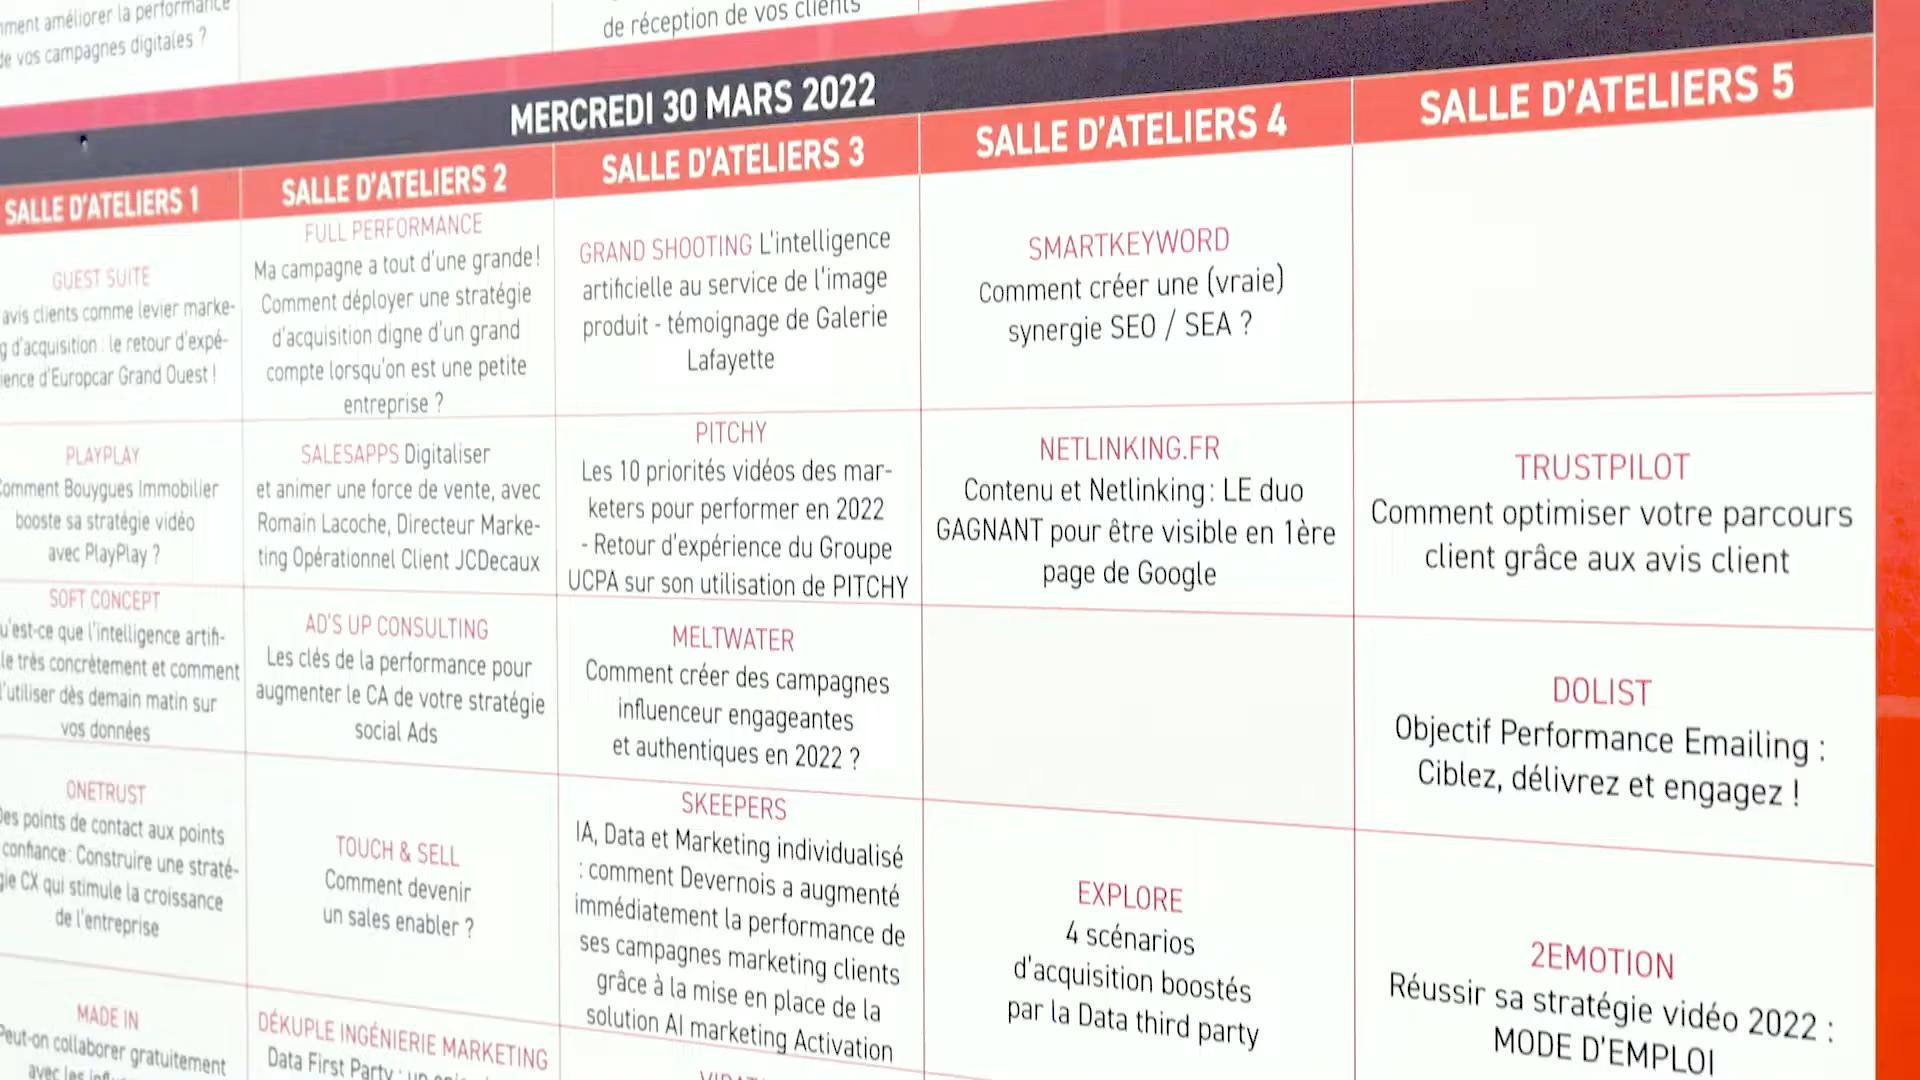 améliorer la performance
de vos campagnes digitales ?
de réception de vos clients
MERCREDI 30 MARS 2022
SALLE D'ATELIERS 1
SALLE D'ATELIERS 2
SALLE D'ATELIERS 3
SALLE D'ATELIERS 4
SALLE D'ATELIERS 5
GUEST SUITE
avis clients comme levier marke-
g d'acquisition : le retour d'expé-
ience d'Europcar Grand Ouest !
FULL PERFORMANCE
Ma campagne a tout d'une grande !
Comment déployer une stratégie
d'acquisition digne d'un grand
compte lorsqu'on est une petite
entreprise ?
GRAND SHOOTING L'intelligence
artificielle au service de l'image
produit - témoignage de Galerie
Lafayette
SMARTKEYWORD
Comment créer une (vraie)
synergie SEO / SEA ?
PLAYPLAY
Comment Bouygues Immobilier
booste sa stratégie vidéo
avec PlayPlay ?
SALESAPPS Digitaliser
et animer une force de vente, avec
Romain Lacoche, Directeur Marke-
ting Opérationnel Client JCDecaux
PITCHY
Les 10 priorités vidéos des mar-
keters pour performer en 2022
- Retour d'expérience du Groupe
UCPA sur son utilisation de PITCHY
NETLINKING.FR
Contenu et Netlinking : LE duo
GAGNANT pour être visible en 1ère
page de Google
TRUSTPILOT
Comment optimiser votre parcours
client grâce aux avis client
SOFT CONCEPT
u'est-ce que l'intelligence artifi-
le très concrètement et comment
l'utiliser dès demain matin sur
vos données
AD'S UP CONSULTING
Les clés de la performance pour
augmenter le CA de votre stratégie
social Ads
MELTWATER
Comment créer des campagnes
influenceur engageantes
et authentiques en 2022 ?
DOLIST
Objectif Performance Emailing :
Ciblez, délivrez et engagez !
ONETRUST
Des points de contact aux points
confiance : Construire une straté-
gie CX qui stimule la croissance
de l'entreprise
TOUCH & SELL
Comment devenir
un sales enabler ?
SKEEPERS
IA, Data et Marketing individualisé
: comment Devernois a augmenté
immédiatement la performance de
ses campagnes marketing clients
grâce à la mise en place de la
solution AI marketing Activation
EXPLORE
4 scénarios
d'acquisition boostés
par la Data third party
2EMOTION
Réussir sa stratégie vidéo 2022 :
MODE D'EMPLOI
MADE IN
Peut-on collaborer gratuitement
avec les
DÉKUPLE INGÉNIERIE MARKETING
Data First Party : un